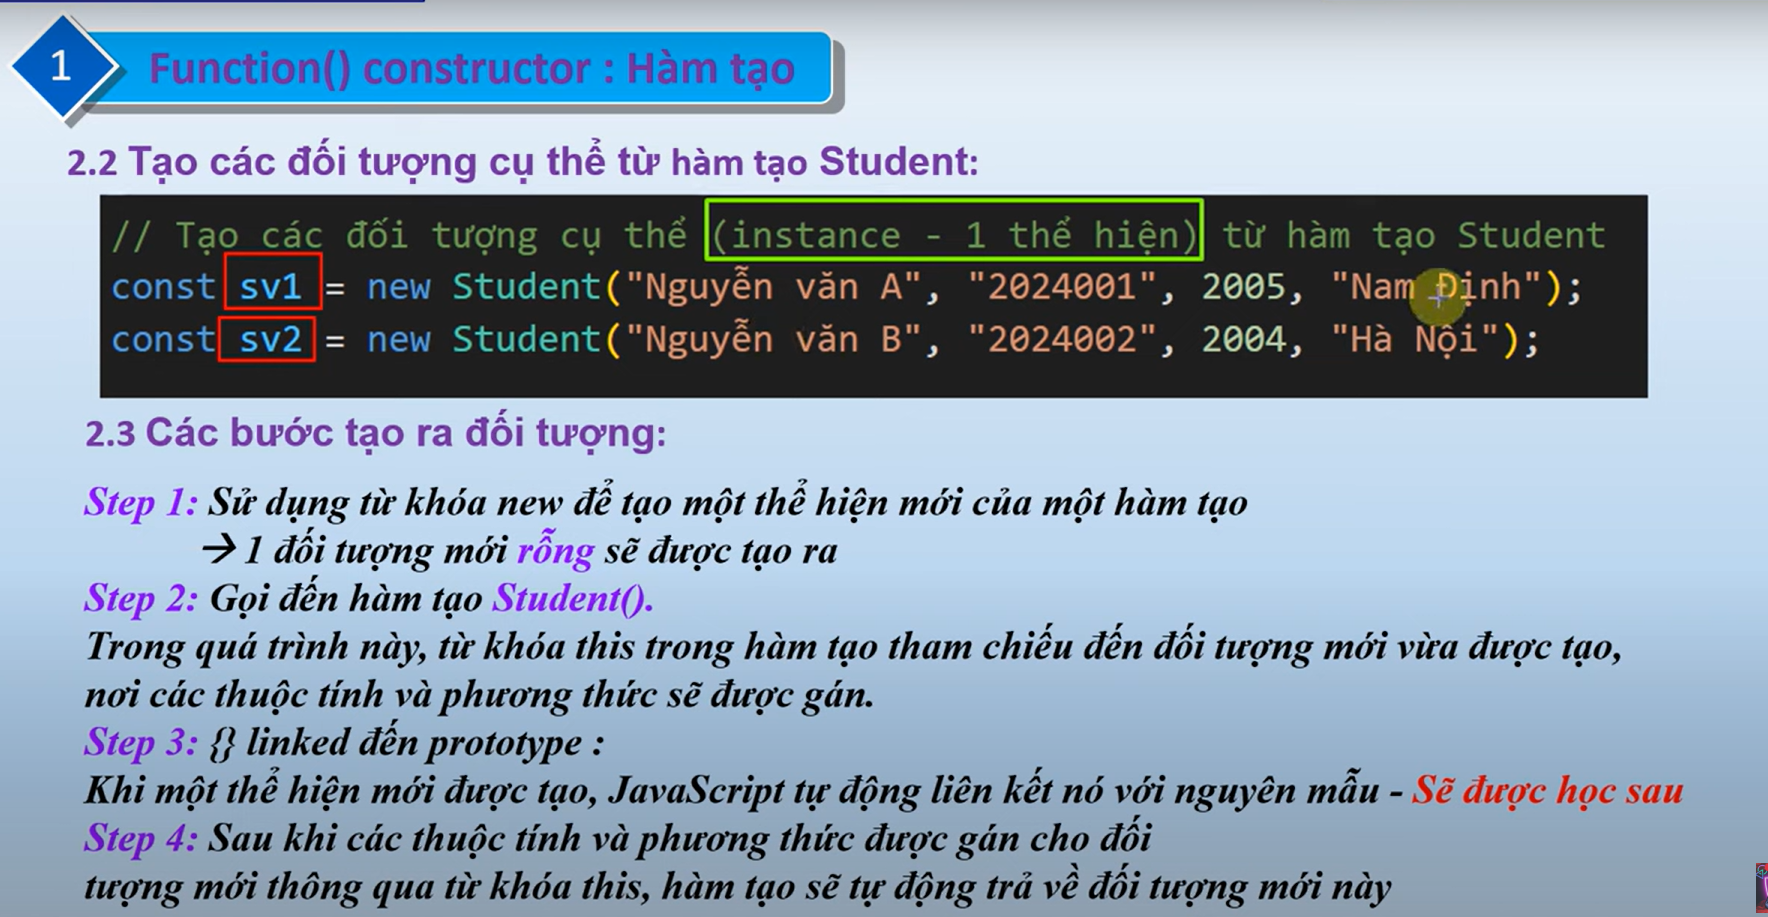 1
Function() constructor : Hàm tạo
2.2 Tạo các đối tượng cụ thể từ hàm tạo Student:
// Tạo các đối tượng cụ thể (instance - 1 thể hiện) từ hàm tạo Student
const sv1 = new Student("Nguyễn văn A", "2024001", 2005, "Nam Định");
const sv2 = new Student("Nguyễn văn B", "2024002", 2004, "Hà Nội");
2.3 Các bước tạo ra đối tượng:
Step 1: Sử dụng từ khóa new để tạo một thể hiện mới của một hàm tạo
→ 1 đối tượng mới rỗng sẽ được tạo ra
Step 2: Gọi đến hàm tạo Student().
Trong quá trình này, từ khóa this trong hàm tạo tham chiếu đến đối tượng mới vừa được tạo,
nơi các thuộc tính và phương thức sẽ được gán.
Step 3: {} linked đến prototype :
Khi một thể hiện mới được tạo, JavaScript tự động liên kết nó với nguyên mẫu - Sẽ được học sau
Step 4: Sau khi các thuộc tính và phương thức được gán cho đối
tượng mới thông qua từ khóa this, hàm tạo sẽ tự động trả về đối tượng mới này